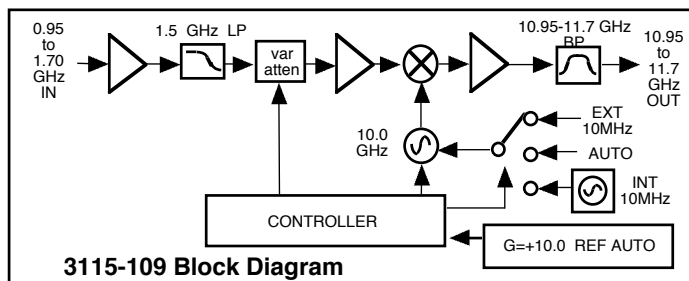 0.95
to
1.70
GHz
IN
1.5 GHz LP
var
atten
10.95-11.7 GHz
BP
10.95
to
11.7
GHz
OUT
10.0
GHz
EXT
10MHz
AUTO
INT
10MHz
CONTROLLER
G=+10.0 REF AUTO
3115-109 Block Diagram